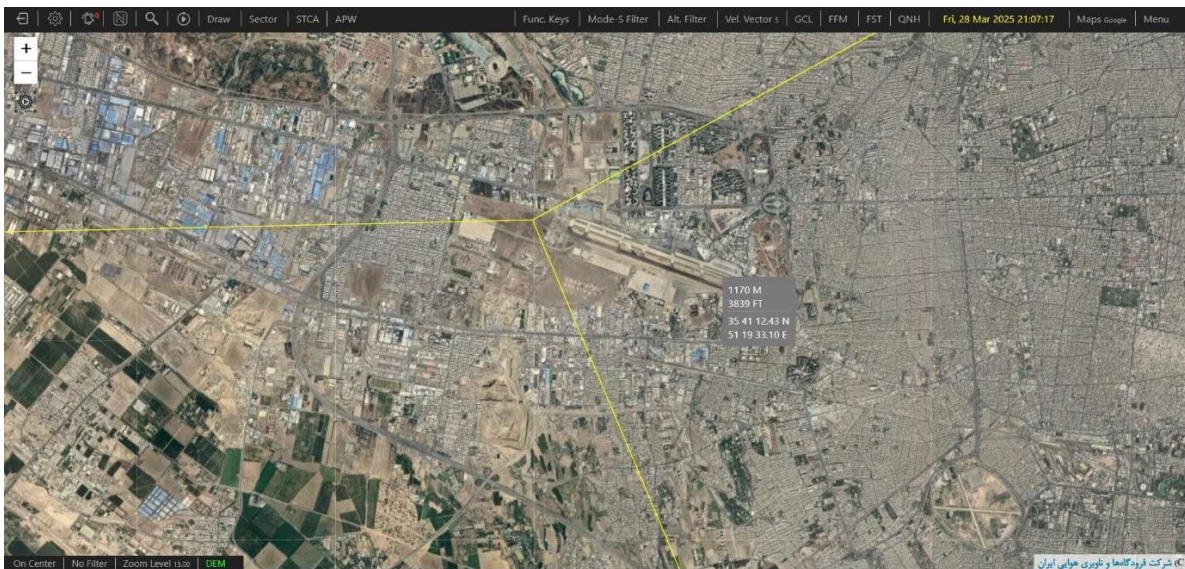 Draw Sector STCA APW Func. Keys Mode-S Filter Alt. Filter Vel. Vector s GCL FFM FST QNH Fri, 28 Mar 2025 21:07:17 Maps Google Menu
+
−
1170 M
3839 FT
35 41 12.43 N
51 19 33.10 E
On Center No Filter Zoom Level 13.00 DEM
شرکت فرودگاه‌ها و ناوبری هوایی ایران (C